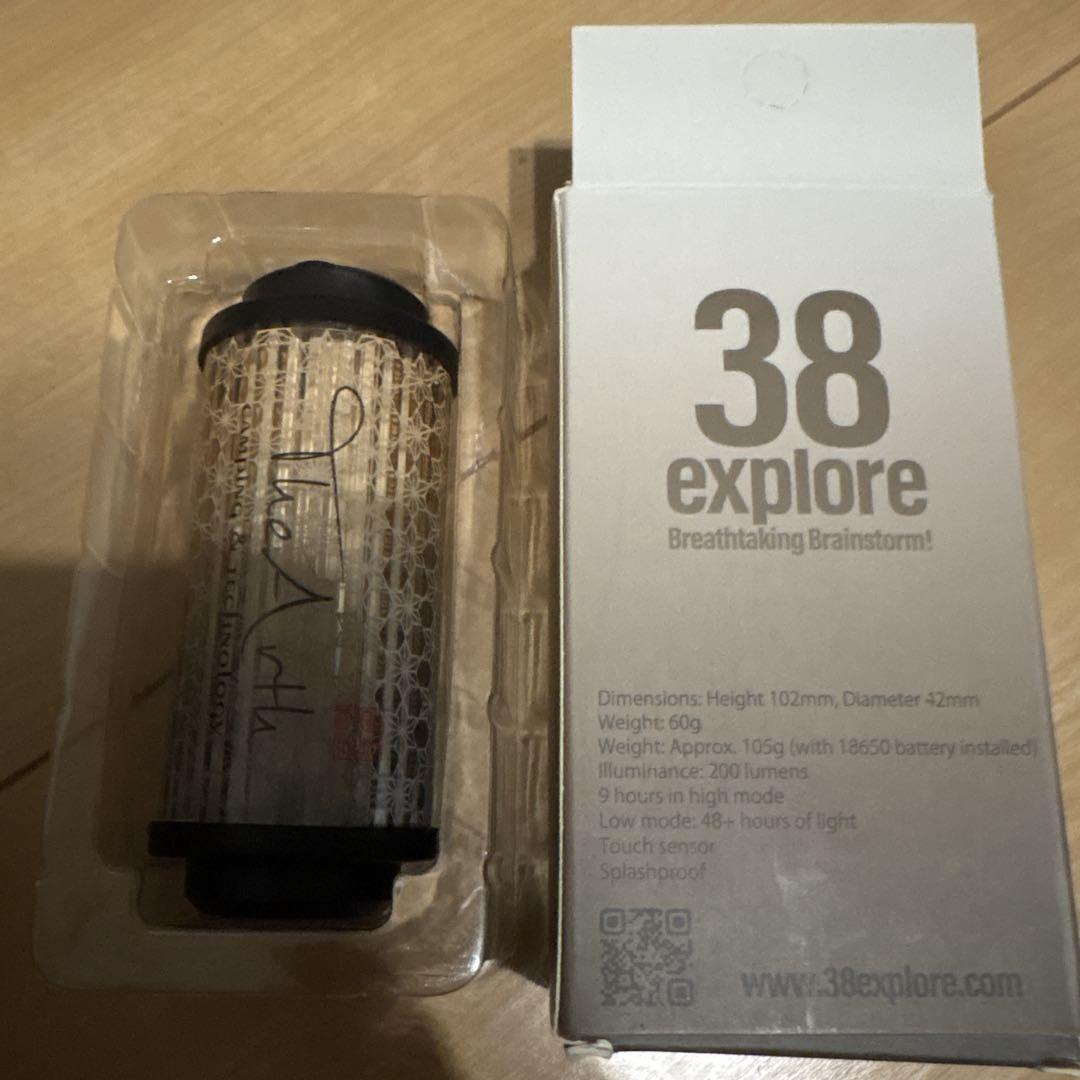 CAMPING & TECHNOLOGY
38
explore
Breathtaking Brainstorm!
Dimensions: Height 102mm, Diameter 42mm
Weight: 60g
Weight: Approx. 105g (with 18650 battery installed)
Illuminance: 200 lumens
9 hours in high mode
Low mode: 48+ hours of light
Touch sensor
Splashproof
www.38explore.com